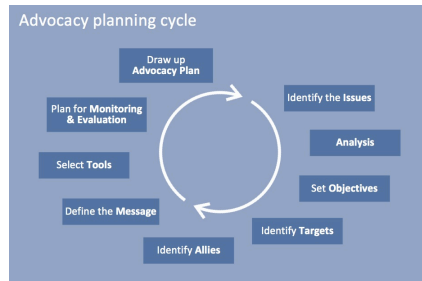 Advocacy planning cycle
Draw up
Advocacy Plan
Identify the Issues
Analysis
Set Objectives
Identify Targets
Identify Allies
Define the Message
Select Tools
Plan for Monitoring
& Evaluation